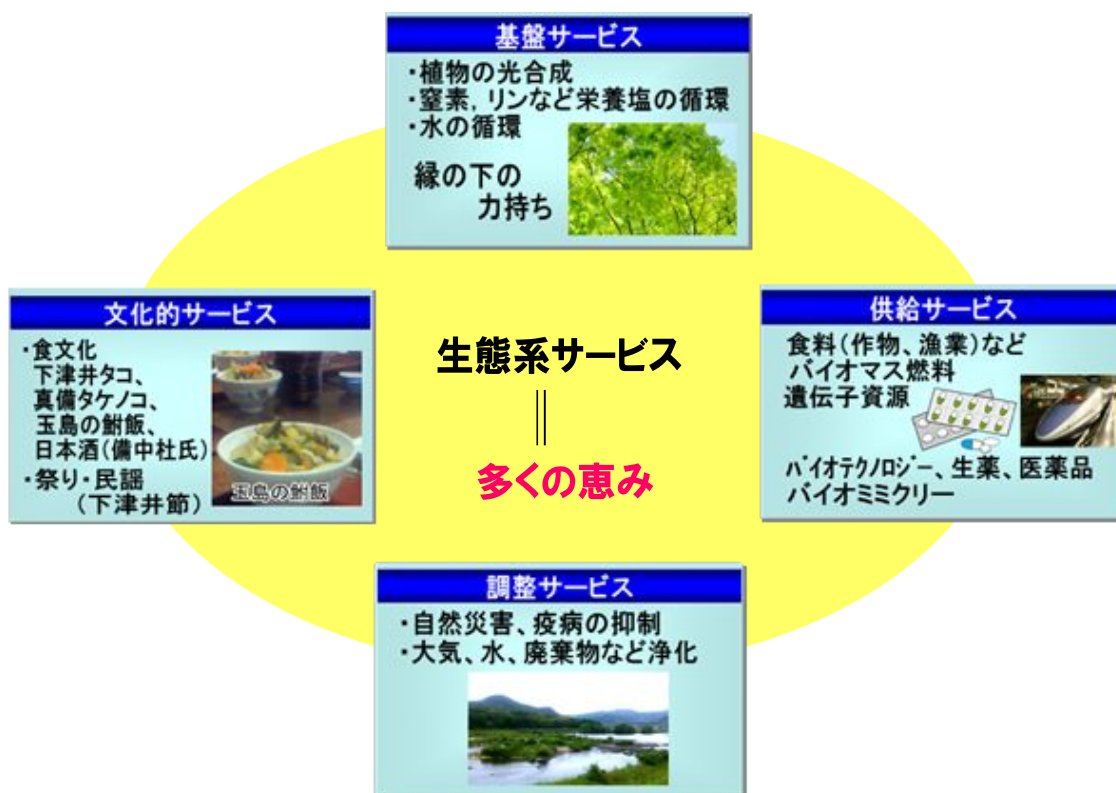 基盤サービス
・植物の光合成
・窒素，リンなど栄養塩の循環
・水の循環
縁の下の
力持ち
文化的サービス
・食文化
下津井タコ、
真備タケノコ、
玉島の鮒飯、
日本酒(備中杜氏)
・祭り・民謡
(下津井節)
玉島の鮒飯
生態系サービス
||
多くの恵み
供給サービス
食料(作物、漁業)など
バイオマス燃料
遺伝子資源
バイオテクノロジー、生薬、医薬品
バイオミミクリー
調整サービス
・自然災害、疫病の抑制
・大気、水、廃棄物など浄化